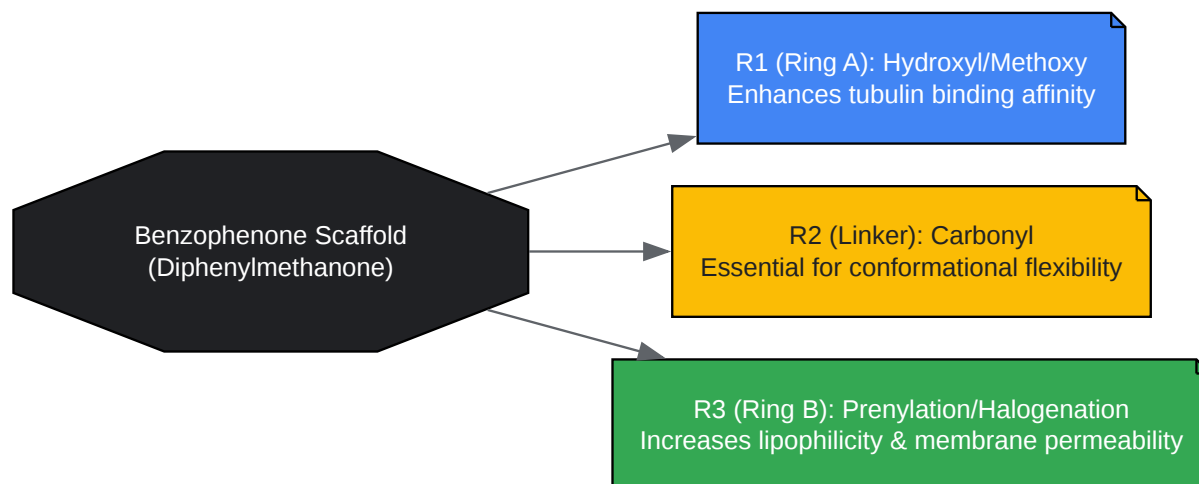 Benzophenone Scaffold
(Diphenylmethanone)
R1 (Ring A): Hydroxyl/Methoxy
Enhances tubulin binding affinity
R2 (Linker): Carbonyl
Essential for conformational flexibility
R3 (Ring B): Prenylation/Halogenation
Increases lipophilicity & membrane permeability